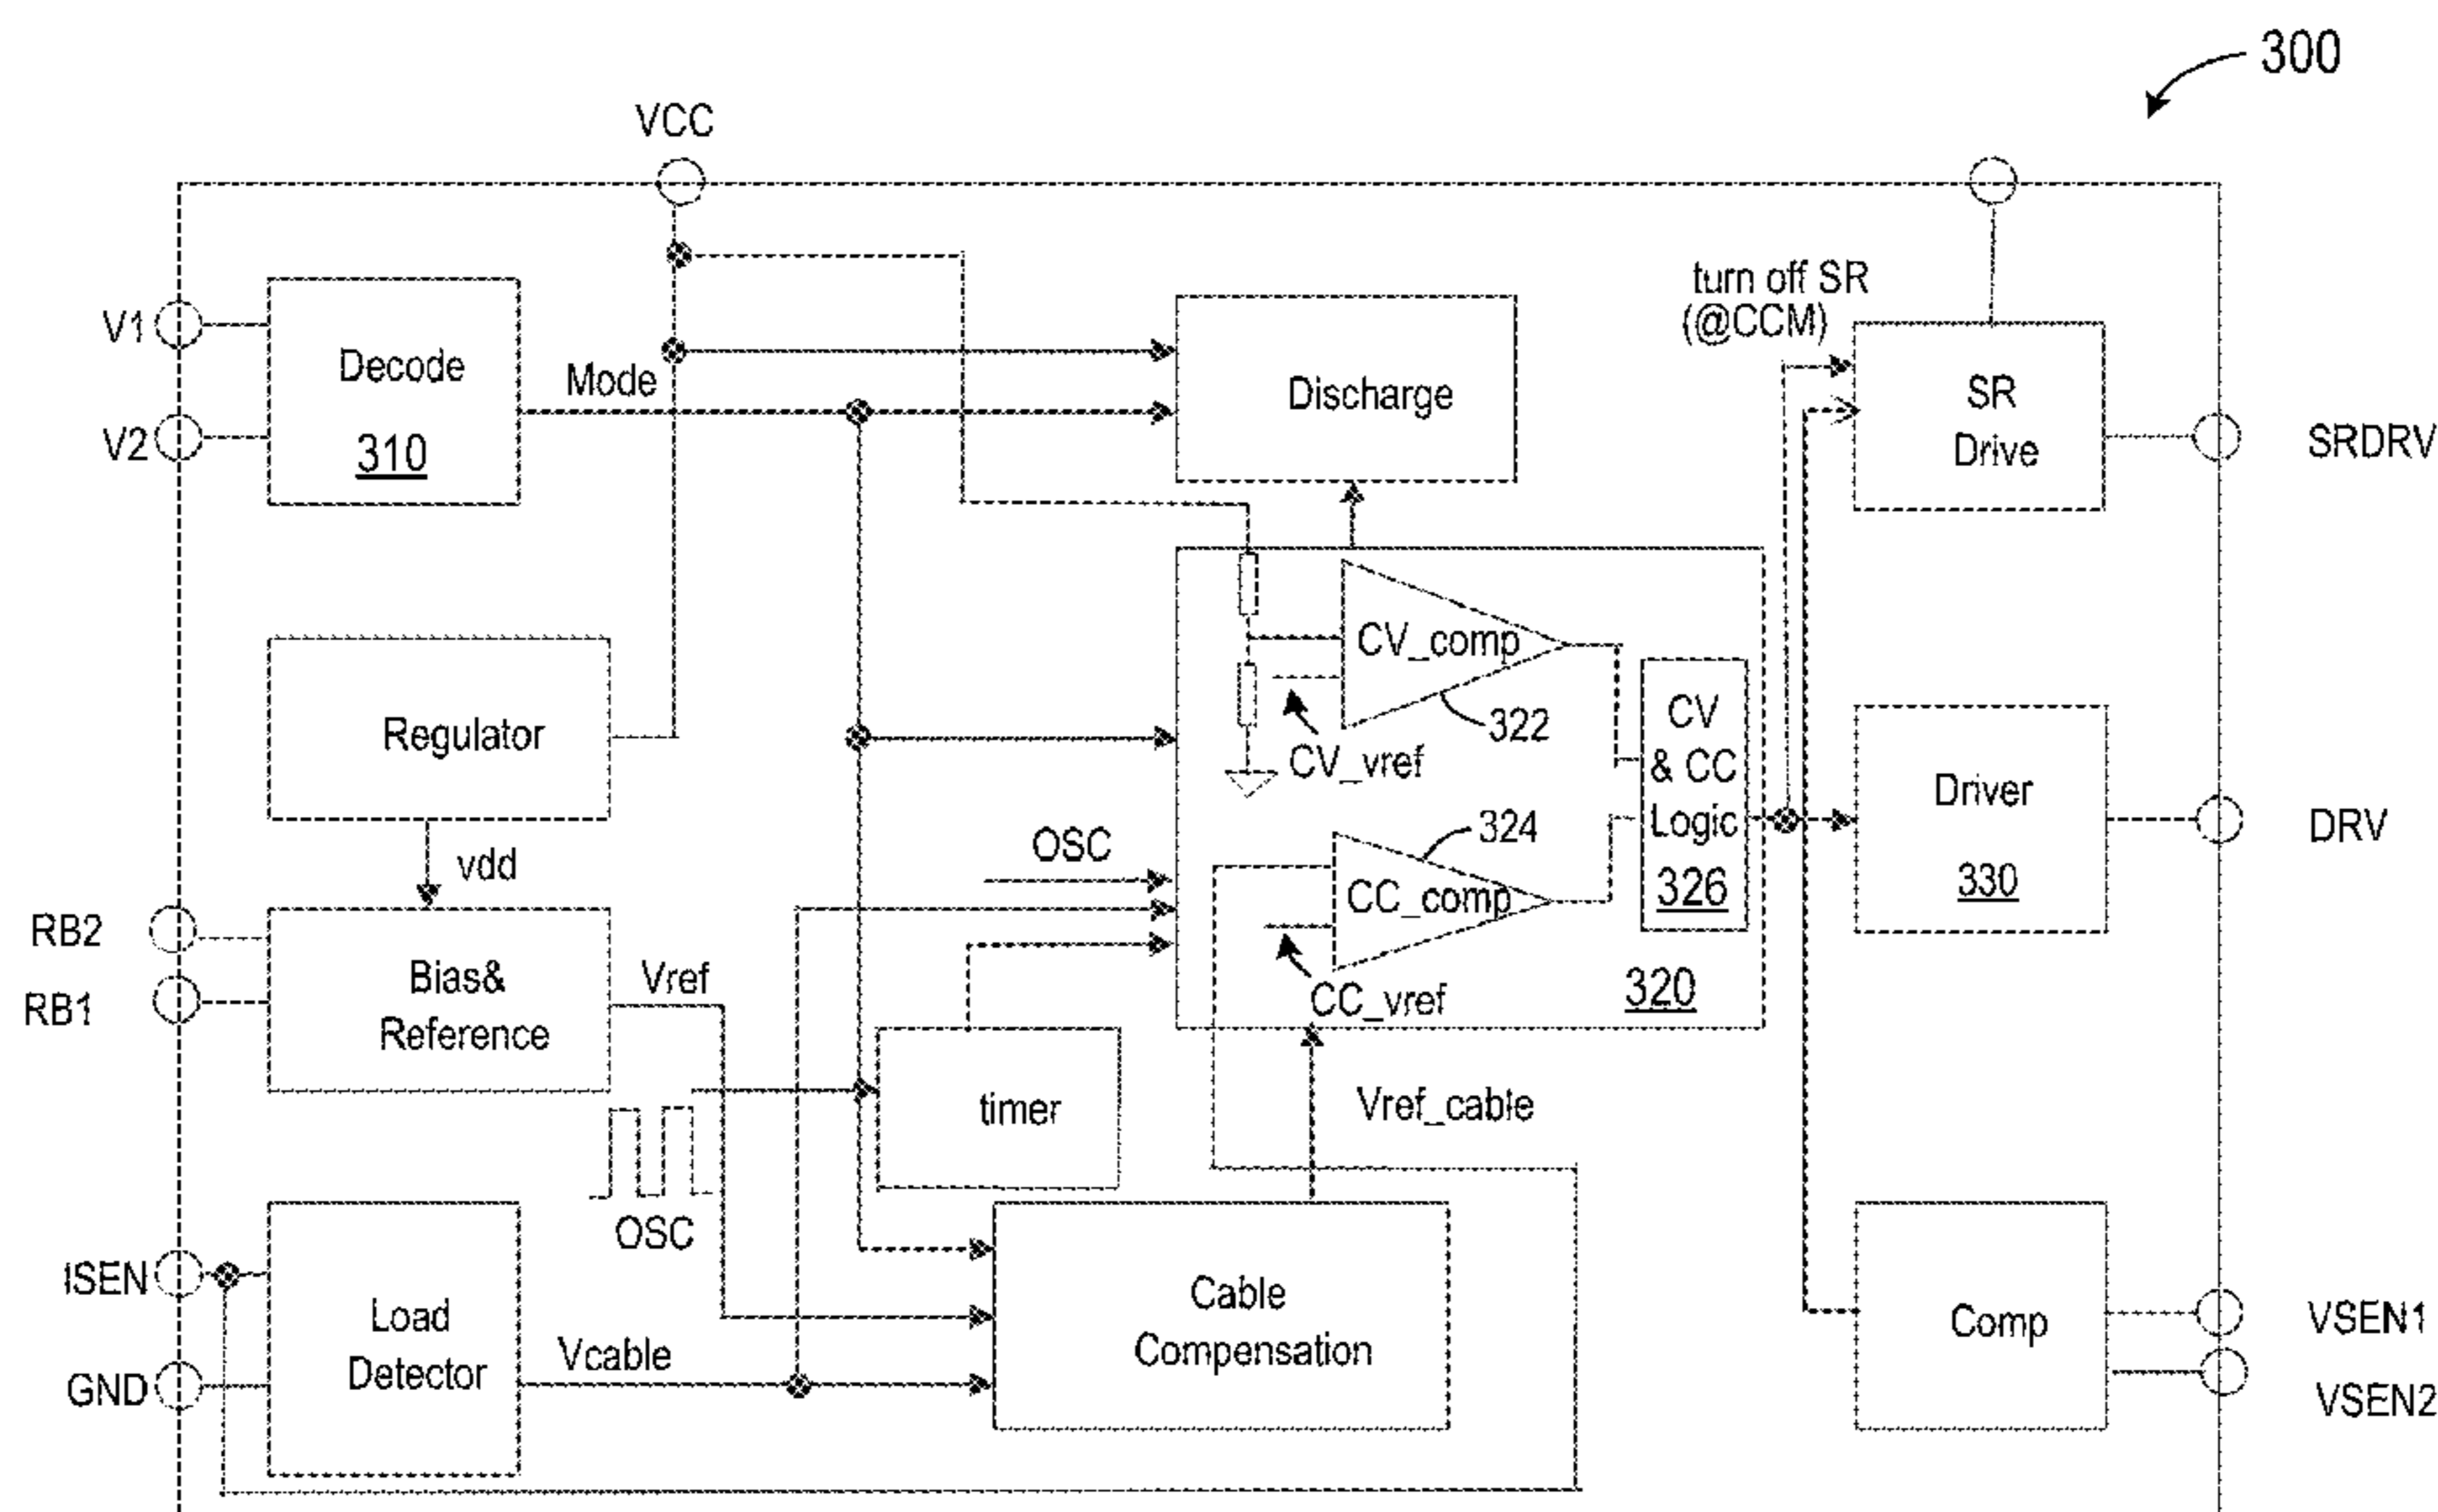 300
VCC
V1
V2
Decode
310
Mode
Discharge
turn off SR
(@CCM)
SR
Drive
SRDRV
Regulator
vdd
CV_comp
322
CV_vref
CV
& CC
Logic
326
Driver
330
DRV
OSC
324
CC_comp
CC_vref
320
RB2
RB1
Bias&
Reference
Vref
timer
OSC
Vref_cable
ISEN
GND
Load
Detector
Vcable
Cable
Compensation
Comp
VSEN1
VSEN2